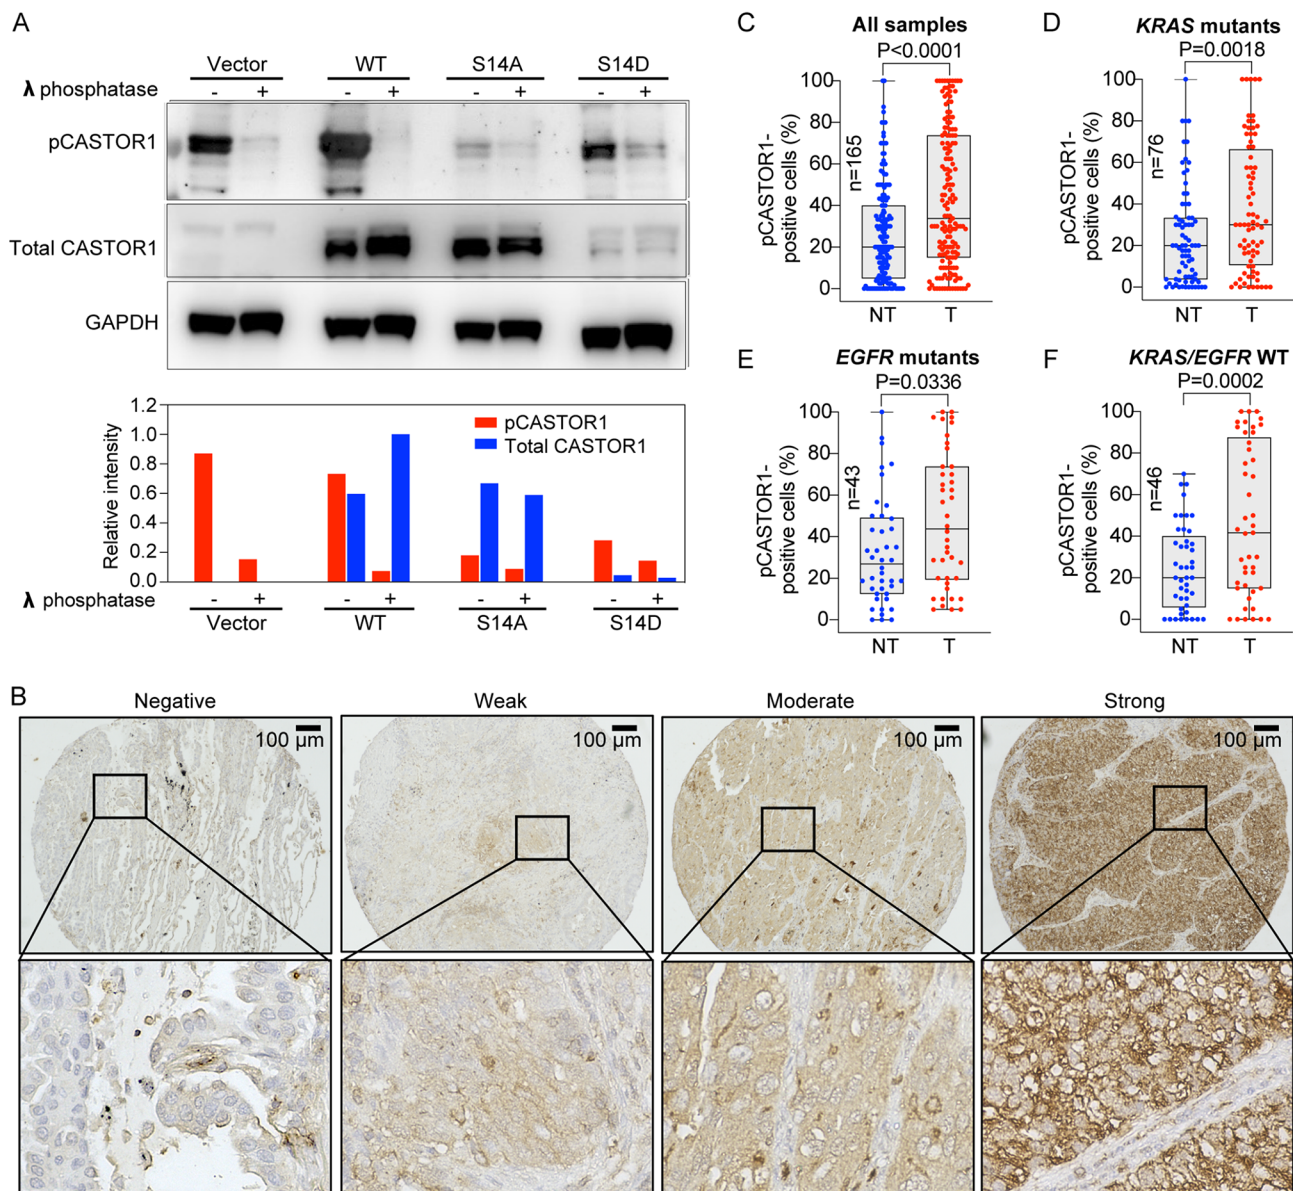 A
Vector WT S14A S14D
λ phosphatase - + - + - + - +
pCASTOR1
Total CASTOR1
GAPDH
Relative intensity
1.2
1.0
0.8
0.6
0.4
0.2
0.0
pCASTOR1
Total CASTOR1
λ phosphatase - + - + - + - +
Vector WT S14A S14D
C
All samples
P<0.0001
pCASTOR1-
positive cells (%)
n=165
100
80
60
40
20
0
NT T
D
KRAS mutants
P=0.0018
pCASTOR1-
positive cells (%)
n=76
100
80
60
40
20
0
NT T
E
EGFR mutants
P=0.0336
pCASTOR1-
positive cells (%)
n=43
100
80
60
40
20
0
NT T
F
KRAS/EGFR WT
P=0.0002
pCASTOR1-
positive cells (%)
n=46
100
80
60
40
20
0
NT T
B
Negative Weak Moderate Strong
100 µm 100 µm 100 µm 100 µm